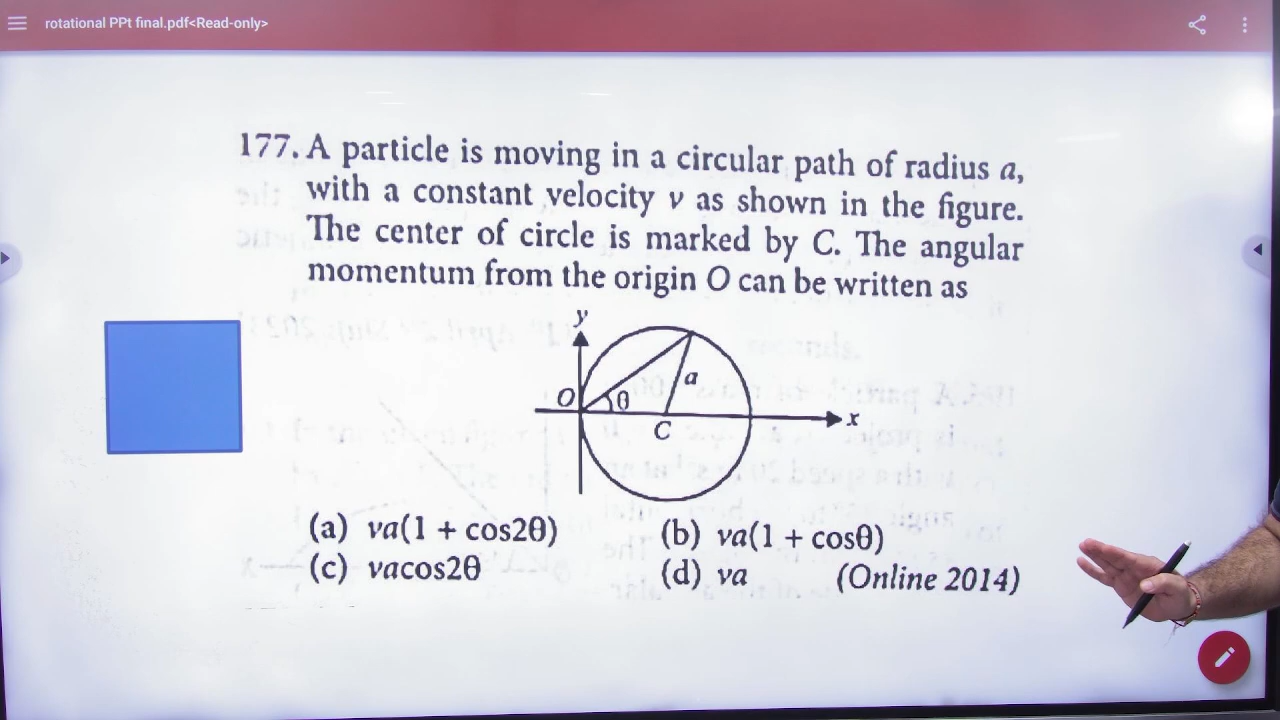 rotational PPt final.pdf<Read-only>
177. A particle is moving in a circular path of radius a,
with a constant velocity v as shown in the figure.
The center of circle is marked by C. The angular
momentum from the origin O can be written as
y
O
θ
a
C
x
(a) va(1 + cos2θ)
(b) va(1 + cosθ)
(c) vacos2θ
(d) va
(Online 2014)